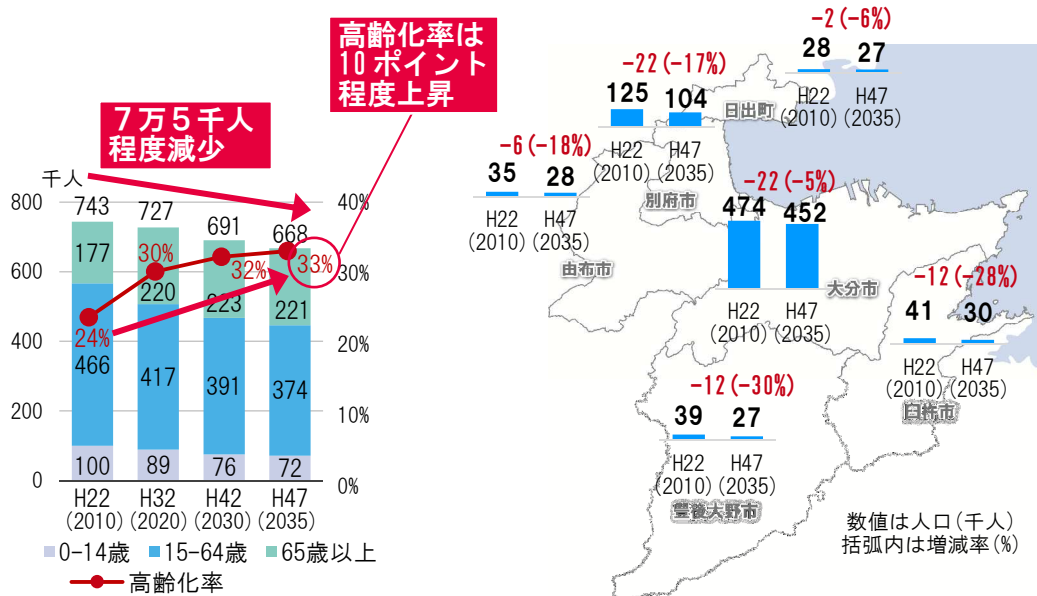 高齢化率は
10ポイント
程度上昇
7万5千人
程度減少
千人
800
600
400
200
0
40%
30%
20%
10%
0%
743
727
691
668
177
220
223
221
466
417
391
374
100
89
76
72
24%
30%
32%
33%
H22
(2010)
H32
(2020)
H42
(2030)
H47
(2035)
0-14歳
15-64歳
65歳以上
高齢化率
-2(-6%)
28
27
H22
(2010)
H47
(2035)
日出町
-22(-17%)
125
104
H22
(2010)
H47
(2035)
別府市
-6(-18%)
35
28
H22
(2010)
H47
(2035)
由布市
-22(-5%)
474
452
H22
(2010)
H47
(2035)
大分市
-12(-28%)
41
30
H22
(2010)
H47
(2035)
臼杵市
-12(-30%)
39
27
H22
(2010)
H47
(2035)
豊後大野市
数値は人口(千人)
括弧内は増減率(%)